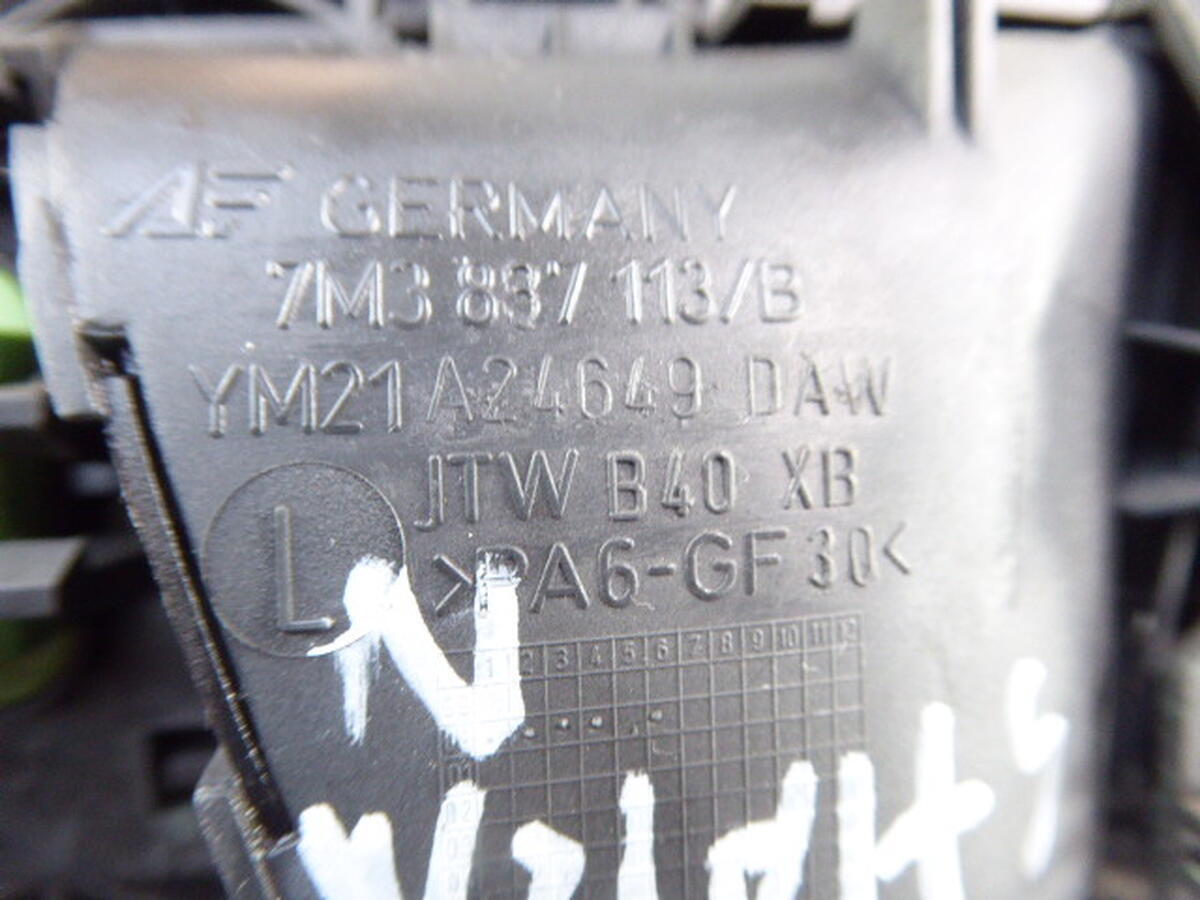 AF GERMANY
7M3 837 113/B
YM21 A24649 DAW
JTW B40 XB
L
>PA6-GF30<
1 2 3 4 5 6 7 8 9 10 11 12